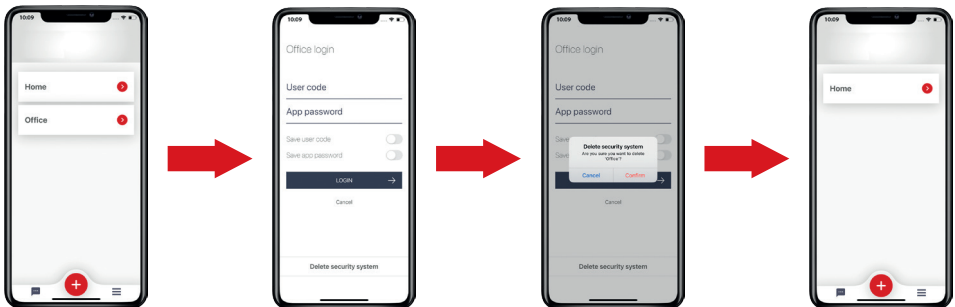 10:09
Home
Office
10:09
Office login
User code
App password
Save user code
Save app password
LOGIN
Cancel
Delete security system
10:09
Office login
User code
App password
Save
Save
Delete security system
Are you sure you want to delete
'Office'?
Cancel
Confirm
Cancel
Delete security system
10:09
Home